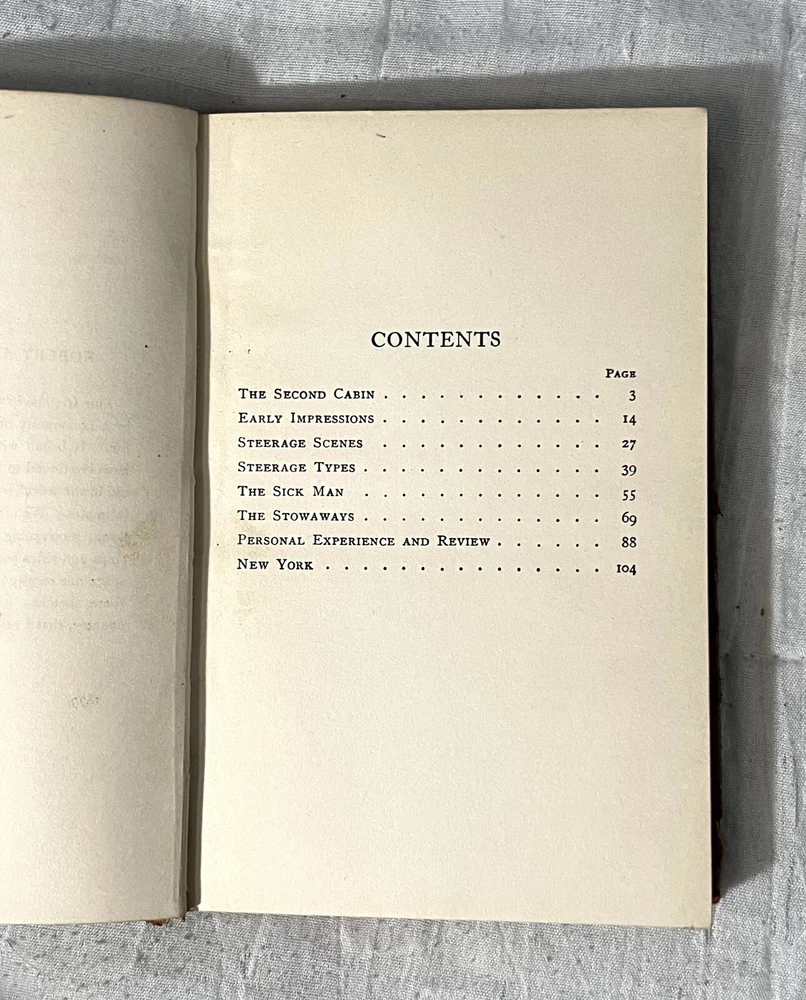 CONTENTS
Page
The Second Cabin . . . . . . . . . . . . 3
Early Impressions . . . . . . . . . . . . 14
Steerage Scenes . . . . . . . . . . . . 27
Steerage Types . . . . . . . . . . . . . 39
The Sick Man . . . . . . . . . . . . . 55
The Stowaways . . . . . . . . . . . . . 69
Personal Experience and Review . . . . . . 88
New York . . . . . . . . . . . . . . . 104